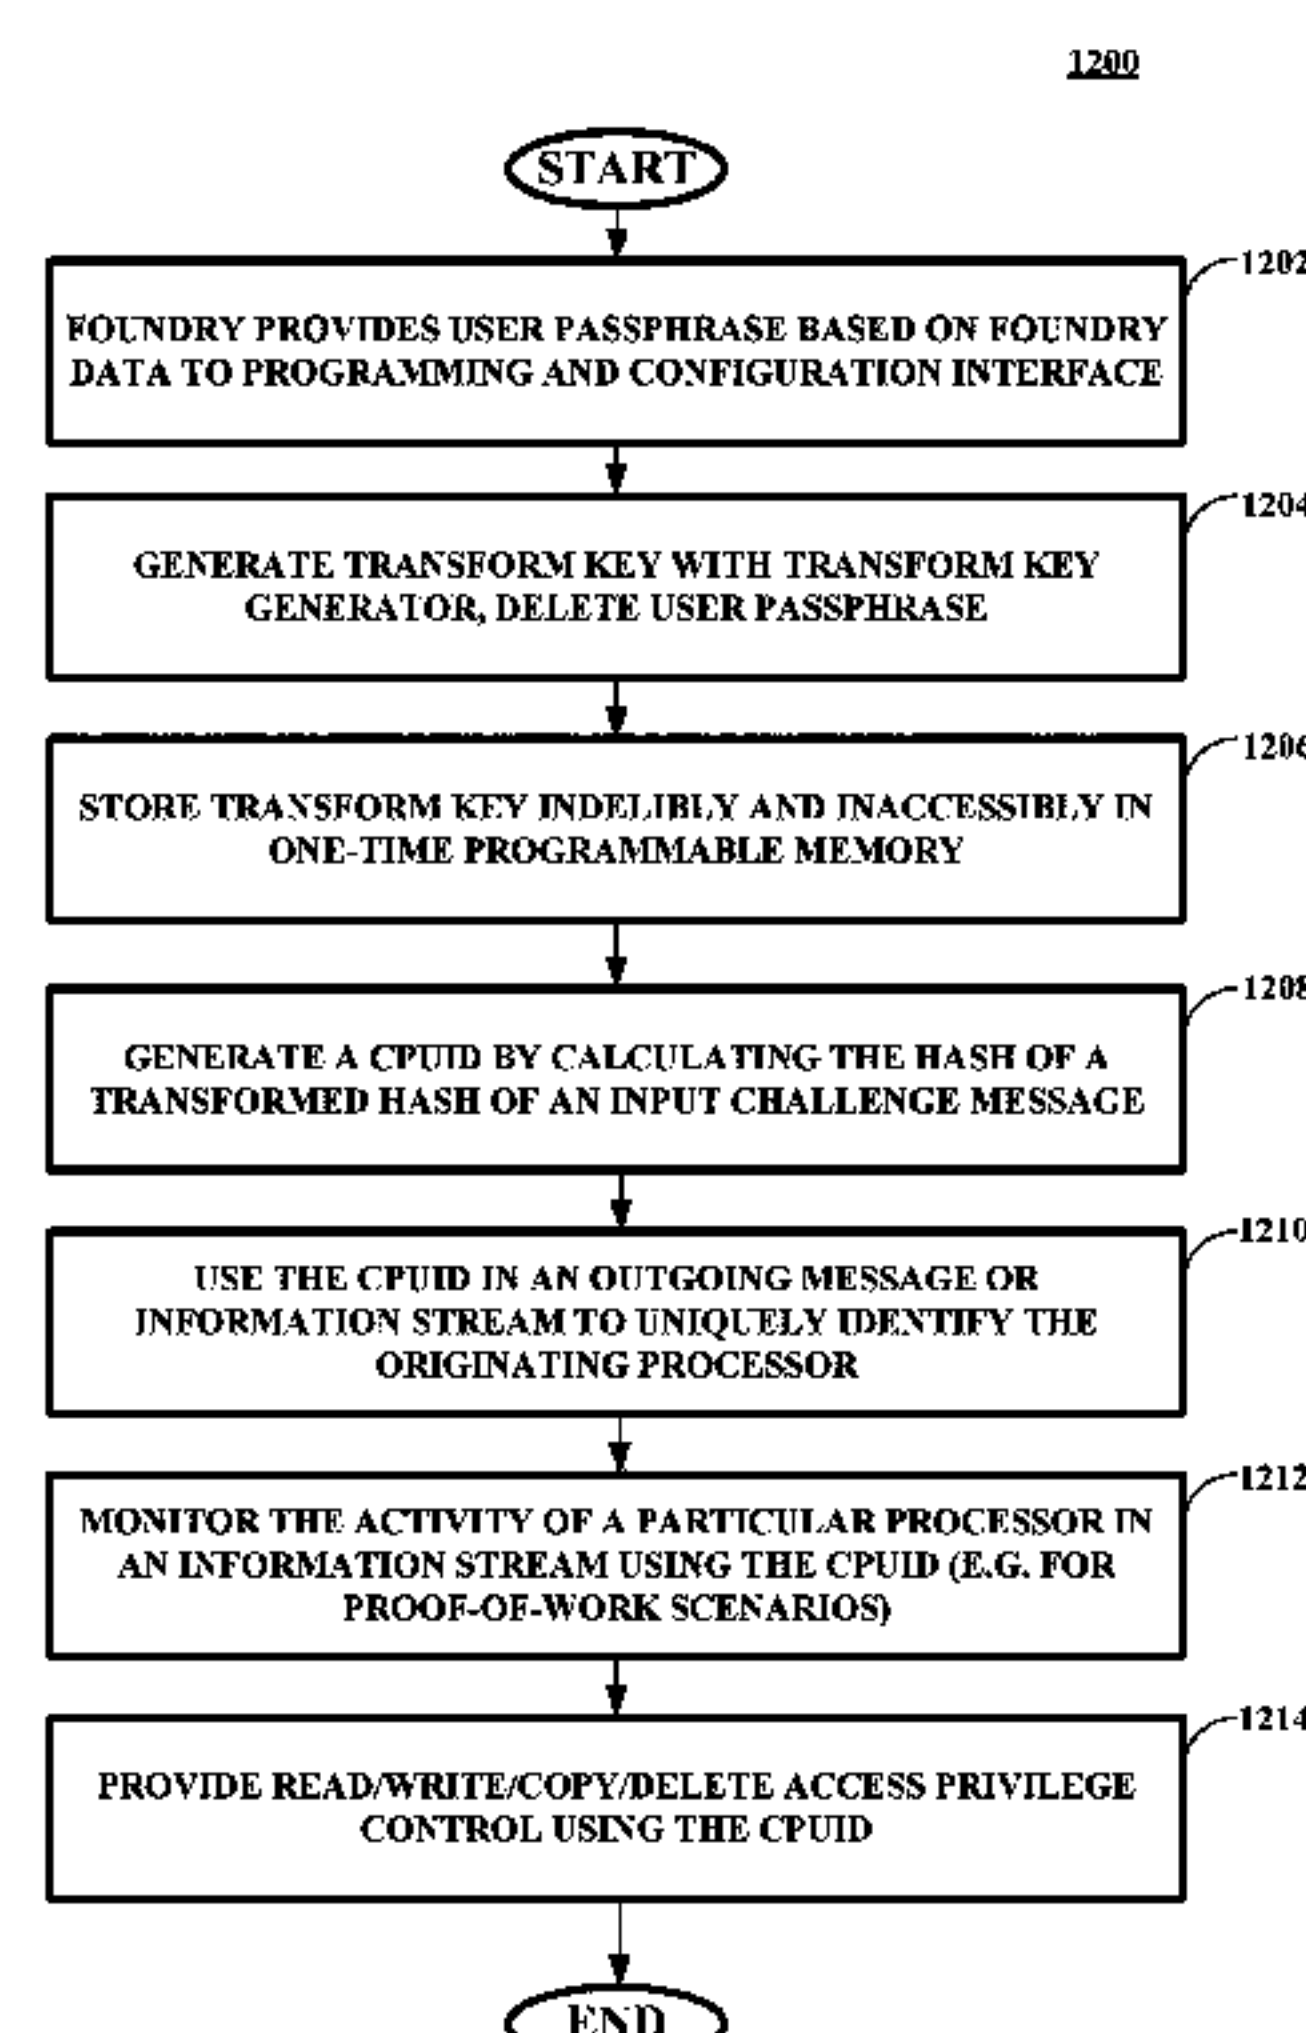 1200
START
1202
FOUNDRY PROVIDES USER PASSPHRASE BASED ON FOUNDRY
DATA TO PROGRAMMING AND CONFIGURATION INTERFACE
1204
GENERATE TRANSFORM KEY WITH TRANSFORM KEY
GENERATOR, DELETE USER PASSPHRASE
1206
STORE TRANSFORM KEY INDELIBLY AND INACCESSIBLY IN
ONE-TIME PROGRAMMABLE MEMORY
1208
GENERATE A CPUID BY CALCULATING THE HASH OF A
TRANSFORMED HASH OF AN INPUT CHALLENGE MESSAGE
1210
USE THE CPUID IN AN OUTGOING MESSAGE OR
INFORMATION STREAM TO UNIQUELY IDENTIFY THE
ORIGINATING PROCESSOR
1212
MONITOR THE ACTIVITY OF A PARTICULAR PROCESSOR IN
AN INFORMATION STREAM USING THE CPUID (E.G. FOR
PROOF-OF-WORK SCENARIOS)
1214
PROVIDE READ/WRITE/COPY/DELETE ACCESS PRIVILEGE
CONTROL USING THE CPUID
END